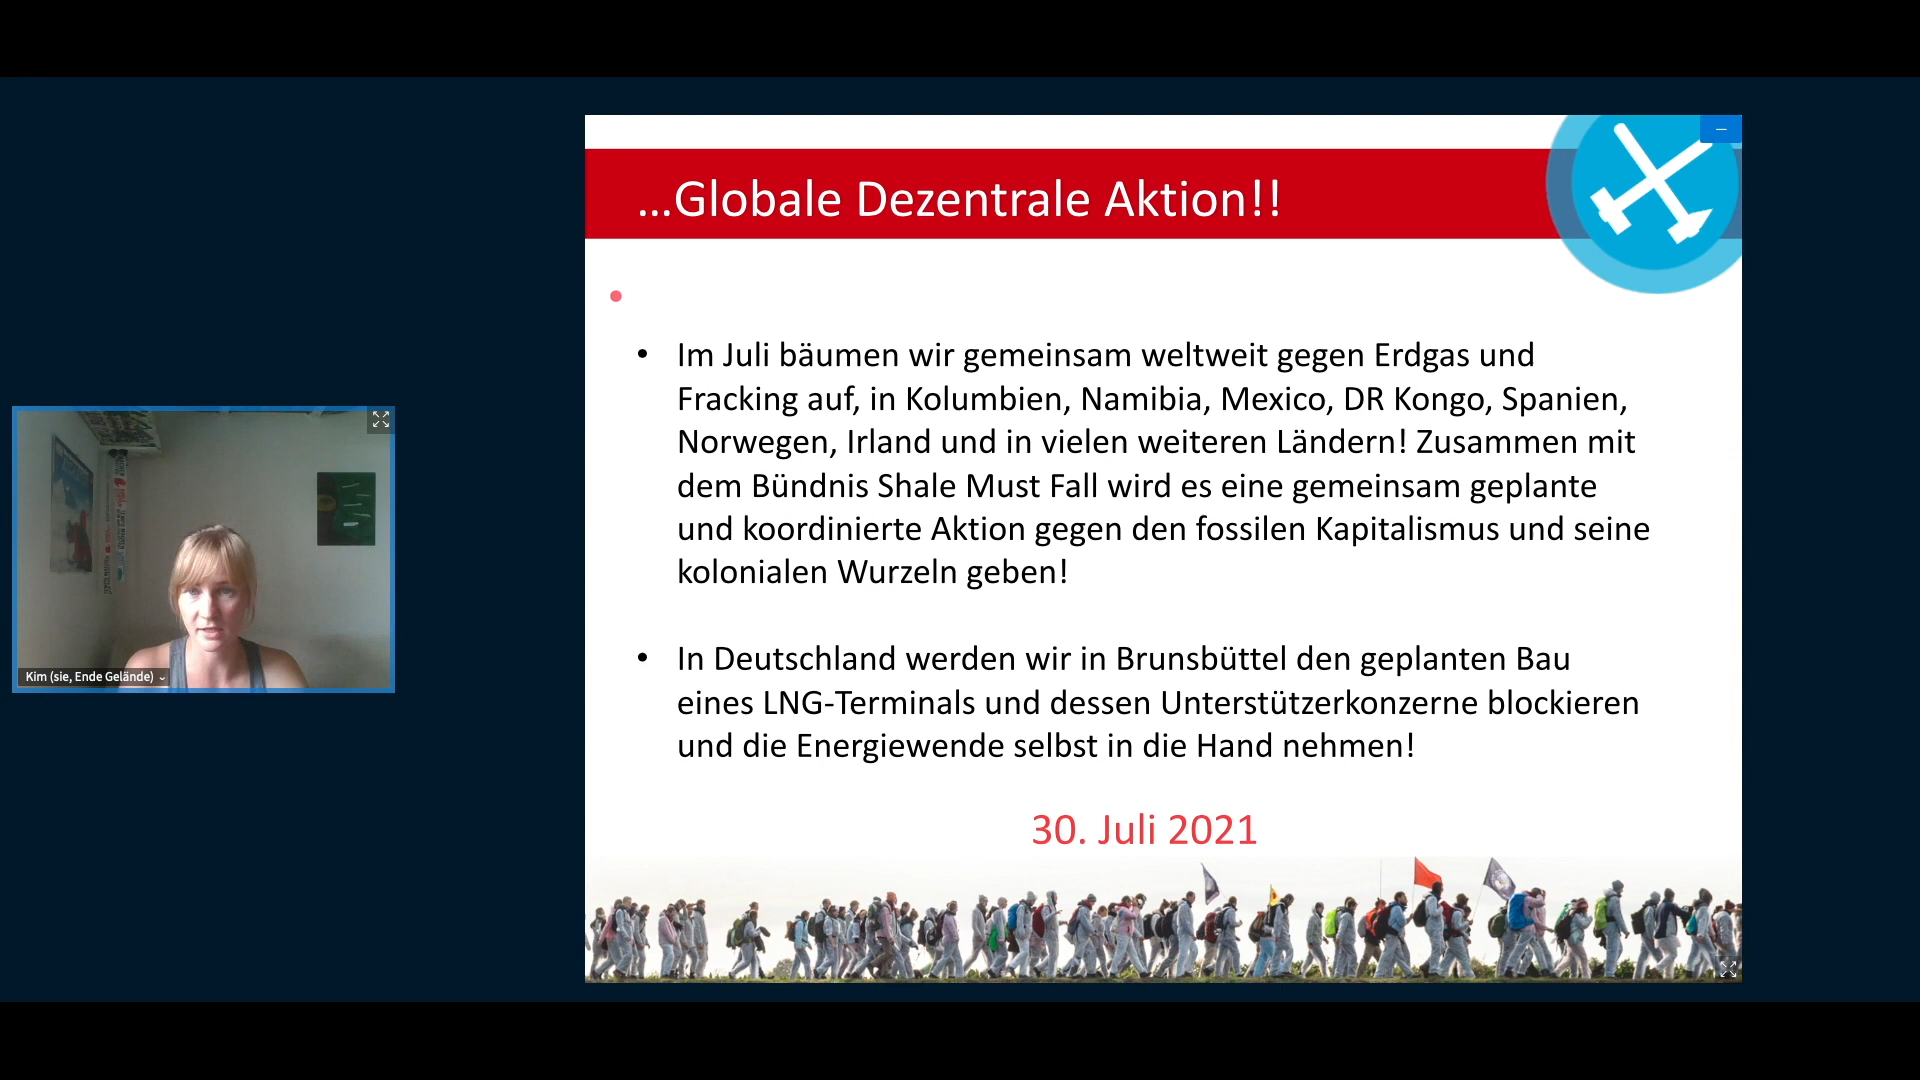 ...Globale Dezentrale Aktion!!
• Im Juli bäumen wir gemeinsam weltweit gegen Erdgas und
Fracking auf, in Kolumbien, Namibia, Mexico, DR Kongo, Spanien,
Norwegen, Irland und in vielen weiteren Ländern! Zusammen mit
dem Bündnis Shale Must Fall wird es eine gemeinsam geplante
und koordinierte Aktion gegen den fossilen Kapitalismus und seine
kolonialen Wurzeln geben!
• In Deutschland werden wir in Brunsbüttel den geplanten Bau
eines LNG-Terminals und dessen Unterstützerkonzerne blockieren
und die Energiewende selbst in die Hand nehmen!
30. Juli 2021
Kim (sie, Ende Gelände)